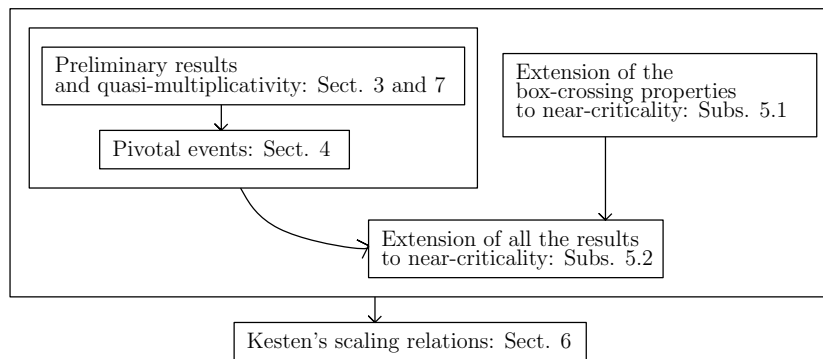 Preliminary results
and quasi-multiplicativity: Sect. 3 and 7
Pivotal events: Sect. 4
Extension of the
box-crossing properties
to near-criticality: Subs. 5.1
Extension of all the results
to near-criticality: Subs. 5.2
Kesten's scaling relations: Sect. 6